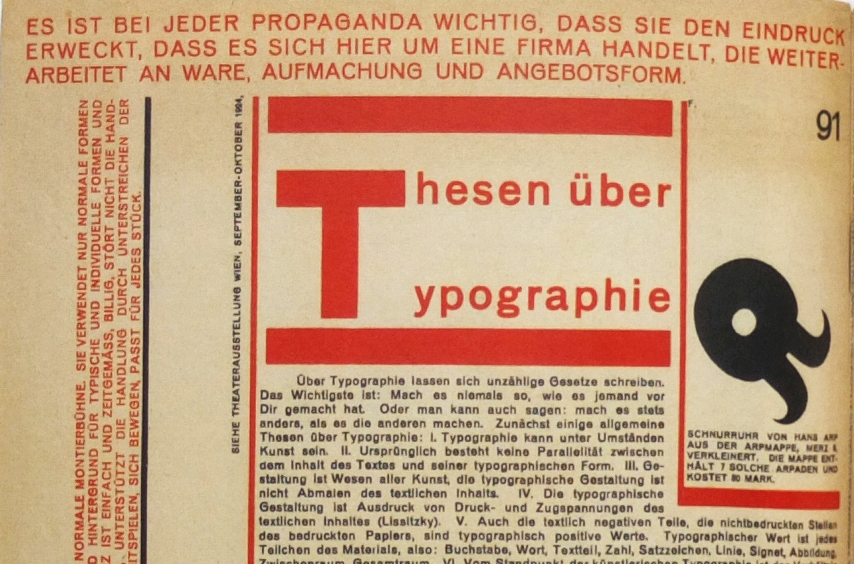 ES IST BEI JEDER PROPAGANDA WICHTIG, DASS SIE DEN EINDRUCK
ERWECKT, DASS ES SICH HIER UM EINE FIRMA HANDELT, DIE WEITER-
ARBEITET AN WARE, AUFMACHUNG UND ANGEBOTSFORM.
NORMALE MONTIERBÜHNE. SIE VERWENDET NUR NORMALE FORMEN
HINTERGRUND FÜR TYPISCHE UND INDIVIDUELLE FORMEN UND
IST EINFACH UND ZEITGEMÄSS, BILLIG, STÖRT NICHT DIE HAND-
UNTERSTÜTZT DIE HANDLUNG DURCH UNTERSTREICHEN DER
SICH BEWEGEN, PASST FÜR JEDES STÜCK.
SIEHE THEATERAUSSTELLUNG WIEN, SEPTEMBER-OKTOBER 1924,
Thesen über
Typographie
Über Typographie lassen sich unzählige Gesetze schreiben.
Das Wichtigste ist: Mach es niemals so, wie es jemand vor
Dir gemacht hat. Oder man kann auch sagen: mach es stets
anders, als es die anderen machen. Zunächst einige allgemeine
Thesen über Typographie: I. Typographie kann unter Umständen
Kunst sein. II. Ursprünglich besteht keine Parallelität zwischen
dem Inhalt des Textes und seiner typographischen Form. III. Ge-
staltung ist Wesen aller Kunst, die typographische Gestaltung ist
nicht Abmalen des textlichen Inhalts. IV. Die typographische
Gestaltung ist Ausdruck von Druck- und Zugspannungen des
textlichen Inhaltes (Lissitzky). V. Auch die textlich negativen Teile, die nichtbedruckten Stellen
des bedruckten Papiers, sind typographisch positive Werte. Typographischer Wert ist jedes
Teilchen des Materials, also: Buchstabe, Wort, Textteil, Zahl, Satzzeichen, Linie, Signet, Abbildung,
Zwischenraum, Gesamtraum. VI. Vom Standpunkt der künstlerischen Typographie ist das
F.
91
SCHNURRUHR VON HANS ARP
AUS DER ARPMAPPE, MERZ 5,
VERKLEINERT. DIE MAPPE ENT-
HÄLT 7 SOLCHE ARPADEN UND
KOSTET 80 MARK.